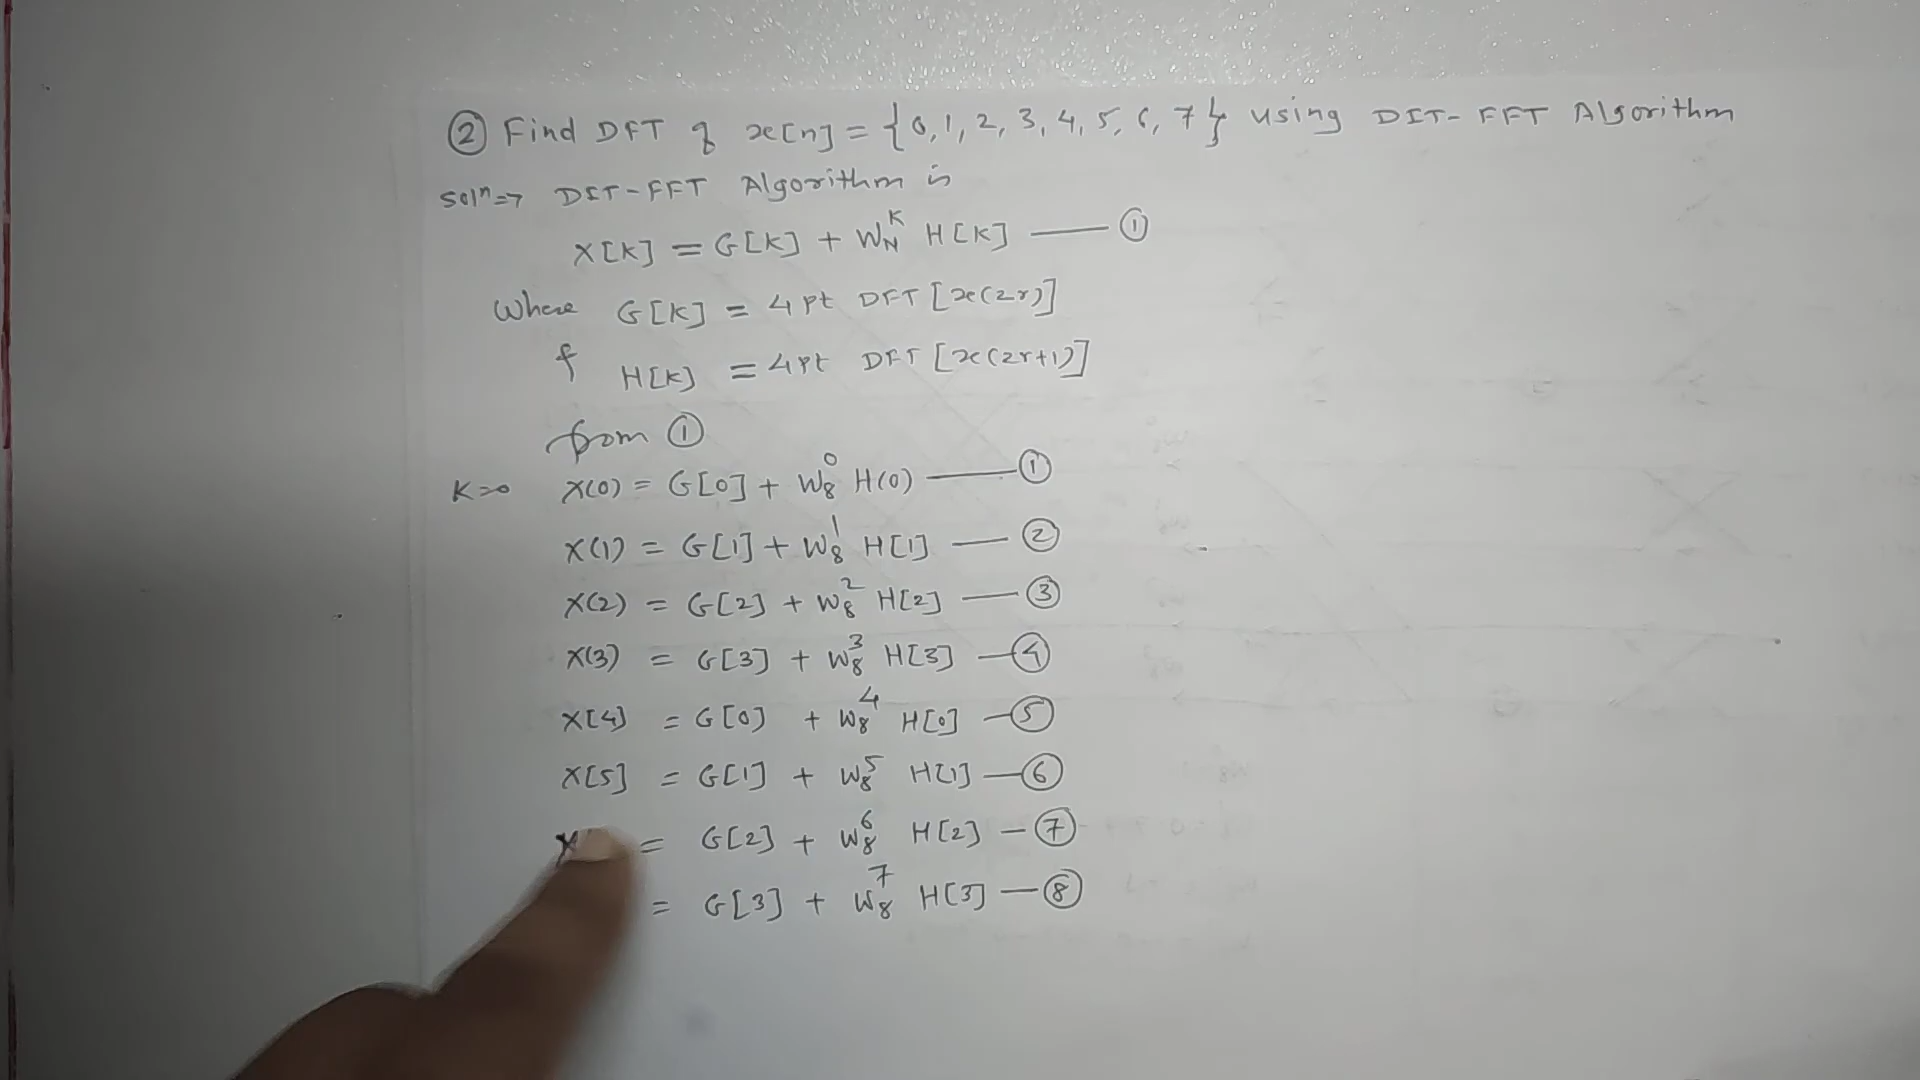 ② Find DFT of x[n] = {0,1,2,3,4,5,6,7} using DIT-FFT Algorithm
Solⁿ=> DIT-FFT Algorithm is
X[K] = G[K] + W_N^K H[K] —— ①
Where G[K] = 4 pt DFT [x(2r)]
& H[K] = 4pt DFT [x(2r+1)]
from ①
K=0 X(0) = G[0] + W_8^0 H(0) —— ①
X(1) = G[1] + W_8^1 H[1] — ②
X(2) = G[2] + W_8^2 H[2] — ③
X(3) = G[3] + W_8^3 H[3] — ④
X[4] = G[0] + W_8^4 H[0] — ⑤
X[5] = G[1] + W_8^5 H[1] — ⑥
X = G[2] + W_8^6 H[2] — ⑦
= G[3] + W_8^7 H[3] — ⑧